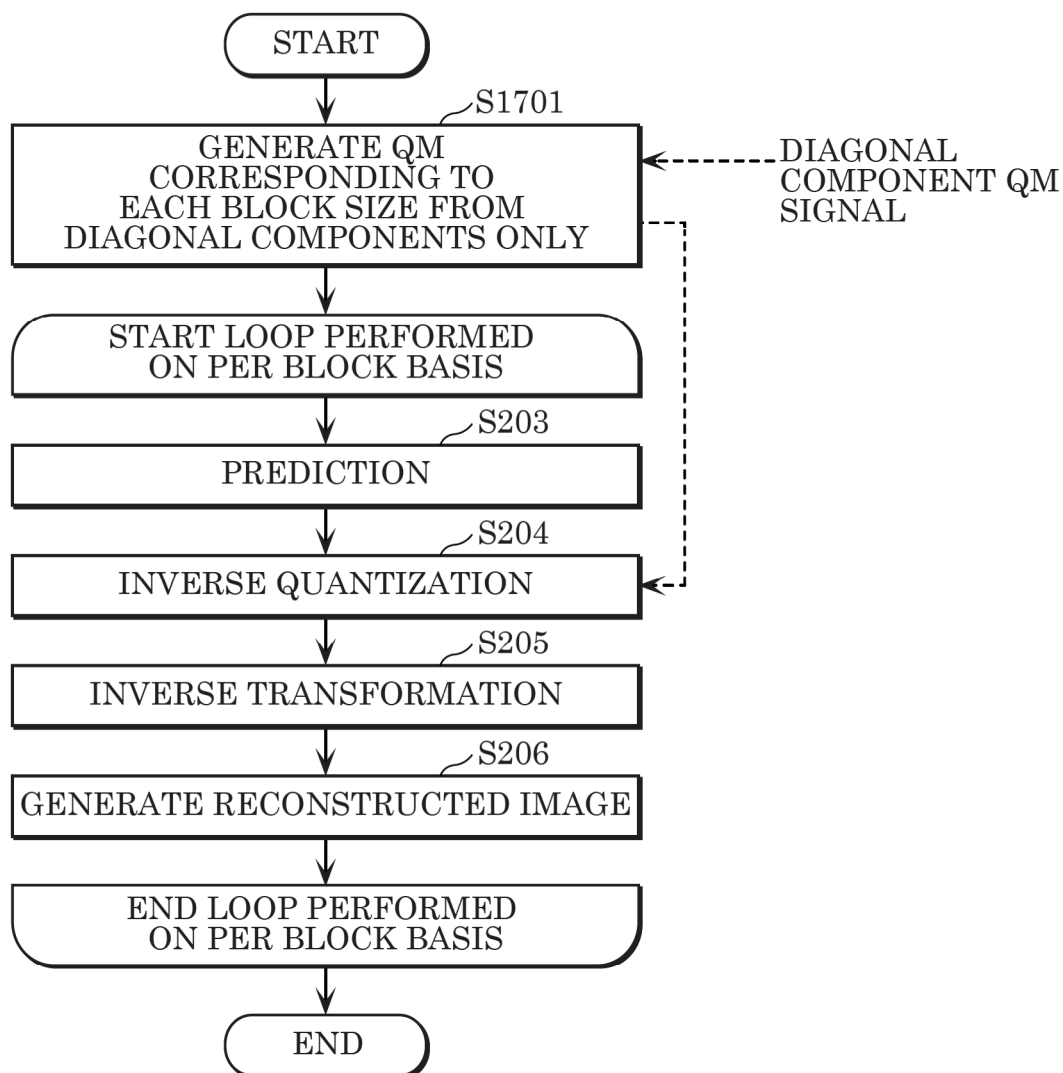 START
S1701
GENERATE QM
CORRESPONDING TO
EACH BLOCK SIZE FROM
DIAGONAL COMPONENTS ONLY
DIAGONAL
COMPONENT QM
SIGNAL
START LOOP PERFORMED
ON PER BLOCK BASIS
S203
PREDICTION
S204
INVERSE QUANTIZATION
S205
INVERSE TRANSFORMATION
S206
GENERATE RECONSTRUCTED IMAGE
END LOOP PERFORMED
ON PER BLOCK BASIS
END